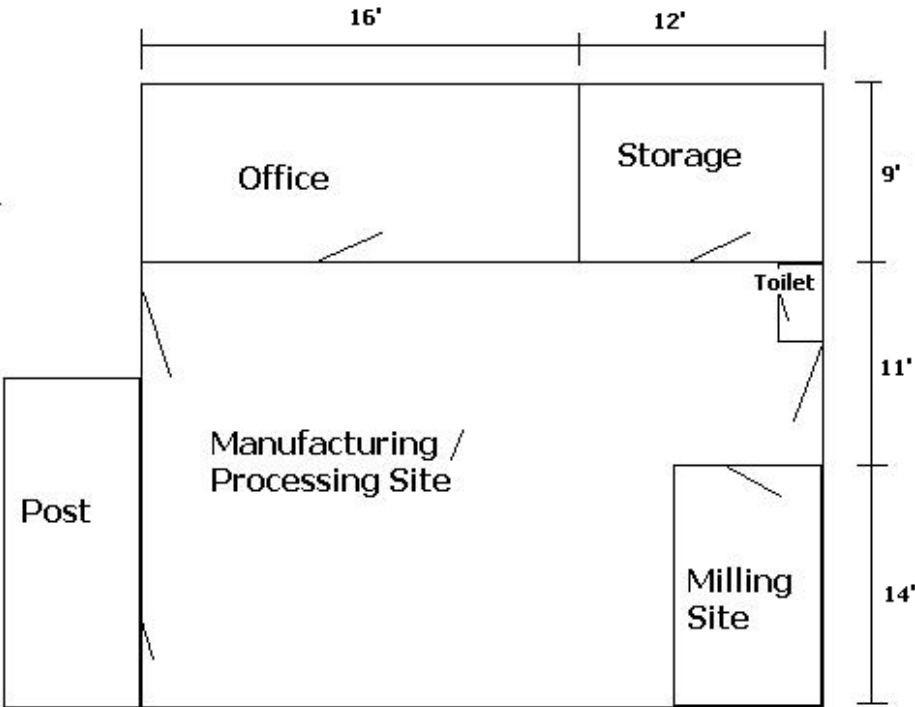 16'
12'
Office
Storage
9'
Toilet
11'
Manufacturing /
Processing Site
Post
Milling
Site
14'